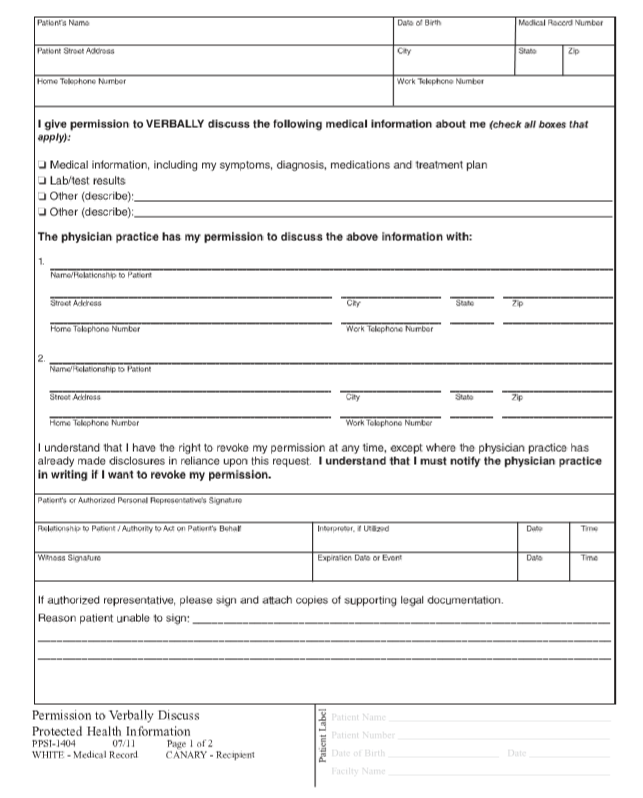 Patient's Name Date of Birth Medical Record Number
Patient Street Address City State Zip
Home Telephone Number Work Telephone Number
I give permission to VERBALLY discuss the following medical information about me (check all boxes that
apply):
❏ Medical information, including my symptoms, diagnosis, medications and treatment plan
❏ Lab/test results
❏ Other (describe):
❏ Other (describe):
The physician practice has my permission to discuss the above information with:
1.
Name/Relationship to Patient
Street Address City State Zip
Home Telephone Number Work Telephone Number
2.
Name/Relationship to Patient
Street Address City State Zip
Home Telephone Number Work Telephone Number
I understand that I have the right to revoke my permission at any time, except where the physician practice has
already made disclosures in reliance upon this request. I understand that I must notify the physician practice
in writing if I want to revoke my permission.
Patient's or Authorized Personal Representative's Signature
Relationship to Patient / Authority to Act on Patient's Behalf Interpreter, if Utilized Date Time
Witness Signature Expiration Date or Event Date Time
If authorized representative, please sign and attach copies of supporting legal documentation.
Reason patient unable to sign:
Permission to Verbally Discuss
Protected Health Information
PPSI-1404 07/11 Page 1 of 2
WHITE - Medical Record CANARY - Recipient
Patient Label
Patient Name
Patient Number
Date of Birth Date
Facility Name